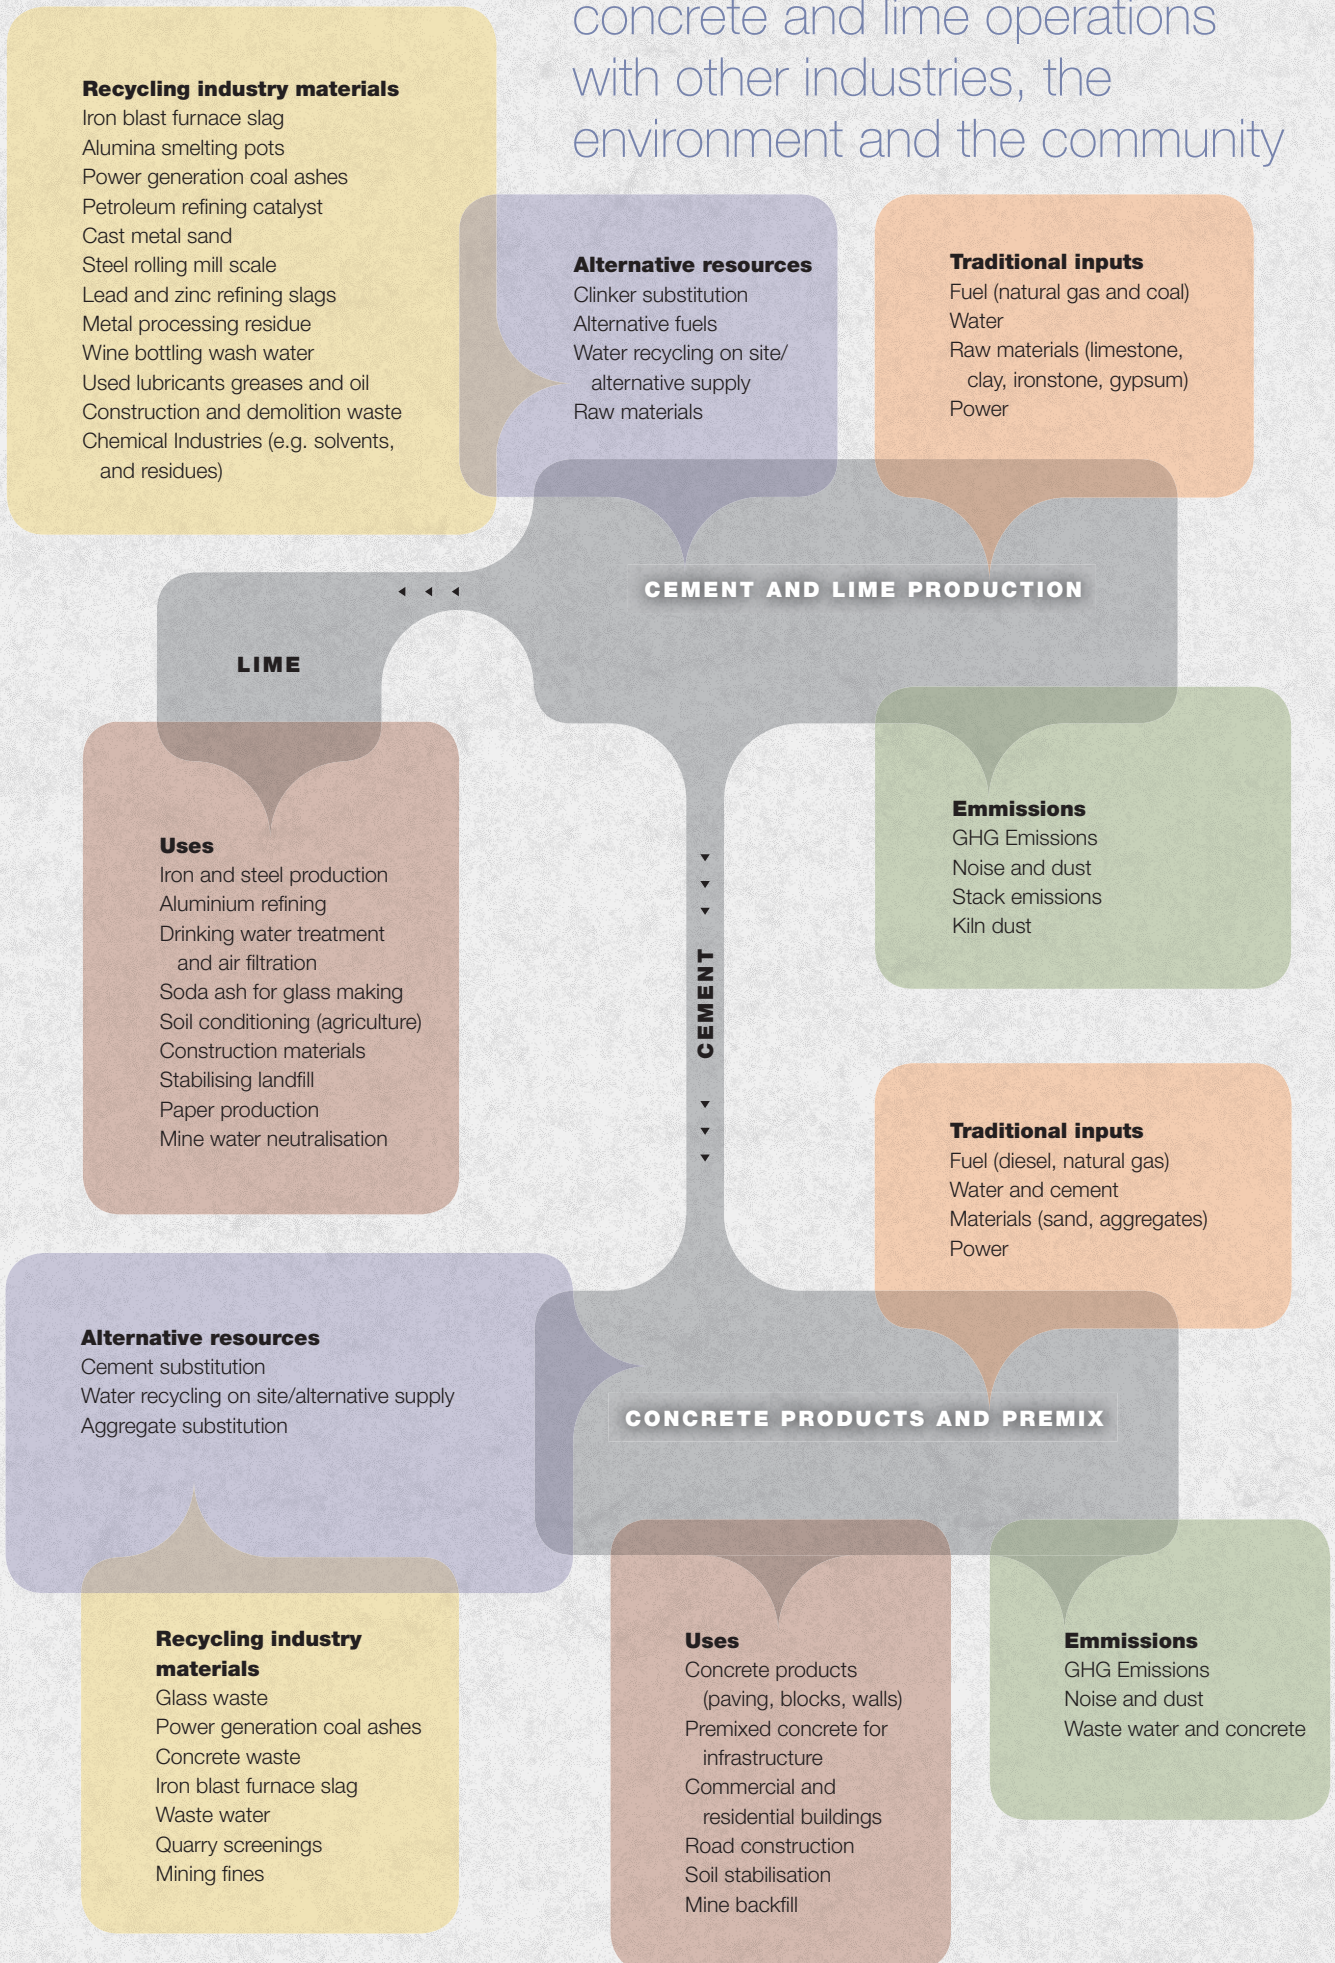 concrete and lime operations
with other industries, the
environment and the community
Recycling industry materials
Iron blast furnace slag
Alumina smelting pots
Power generation coal ashes
Petroleum refining catalyst
Cast metal sand
Steel rolling mill scale
Lead and zinc refining slags
Metal processing residue
Wine bottling wash water
Used lubricants greases and oil
Construction and demolition waste
Chemical Industries (e.g. solvents,
and residues)
Alternative resources
Clinker substitution
Alternative fuels
Water recycling on site/
alternative supply
Raw materials
Traditional inputs
Fuel (natural gas and coal)
Water
Raw materials (limestone,
clay, ironstone, gypsum)
Power
CEMENT AND LIME PRODUCTION
LIME
Uses
Iron and steel production
Aluminium refining
Drinking water treatment
and air filtration
Soda ash for glass making
Soil conditioning (agriculture)
Construction materials
Stabilising landfill
Paper production
Mine water neutralisation
CEMENT
Emmissions
GHG Emissions
Noise and dust
Stack emissions
Kiln dust
Traditional inputs
Fuel (diesel, natural gas)
Water and cement
Materials (sand, aggregates)
Power
Alternative resources
Cement substitution
Water recycling on site/alternative supply
Aggregate substitution
CONCRETE PRODUCTS AND PREMIX
Recycling industry
materials
Glass waste
Power generation coal ashes
Concrete waste
Iron blast furnace slag
Waste water
Quarry screenings
Mining fines
Uses
Concrete products
(paving, blocks, walls)
Premixed concrete for
infrastructure
Commercial and
residential buildings
Road construction
Soil stabilisation
Mine backfill
Emmissions
GHG Emissions
Noise and dust
Waste water and concrete